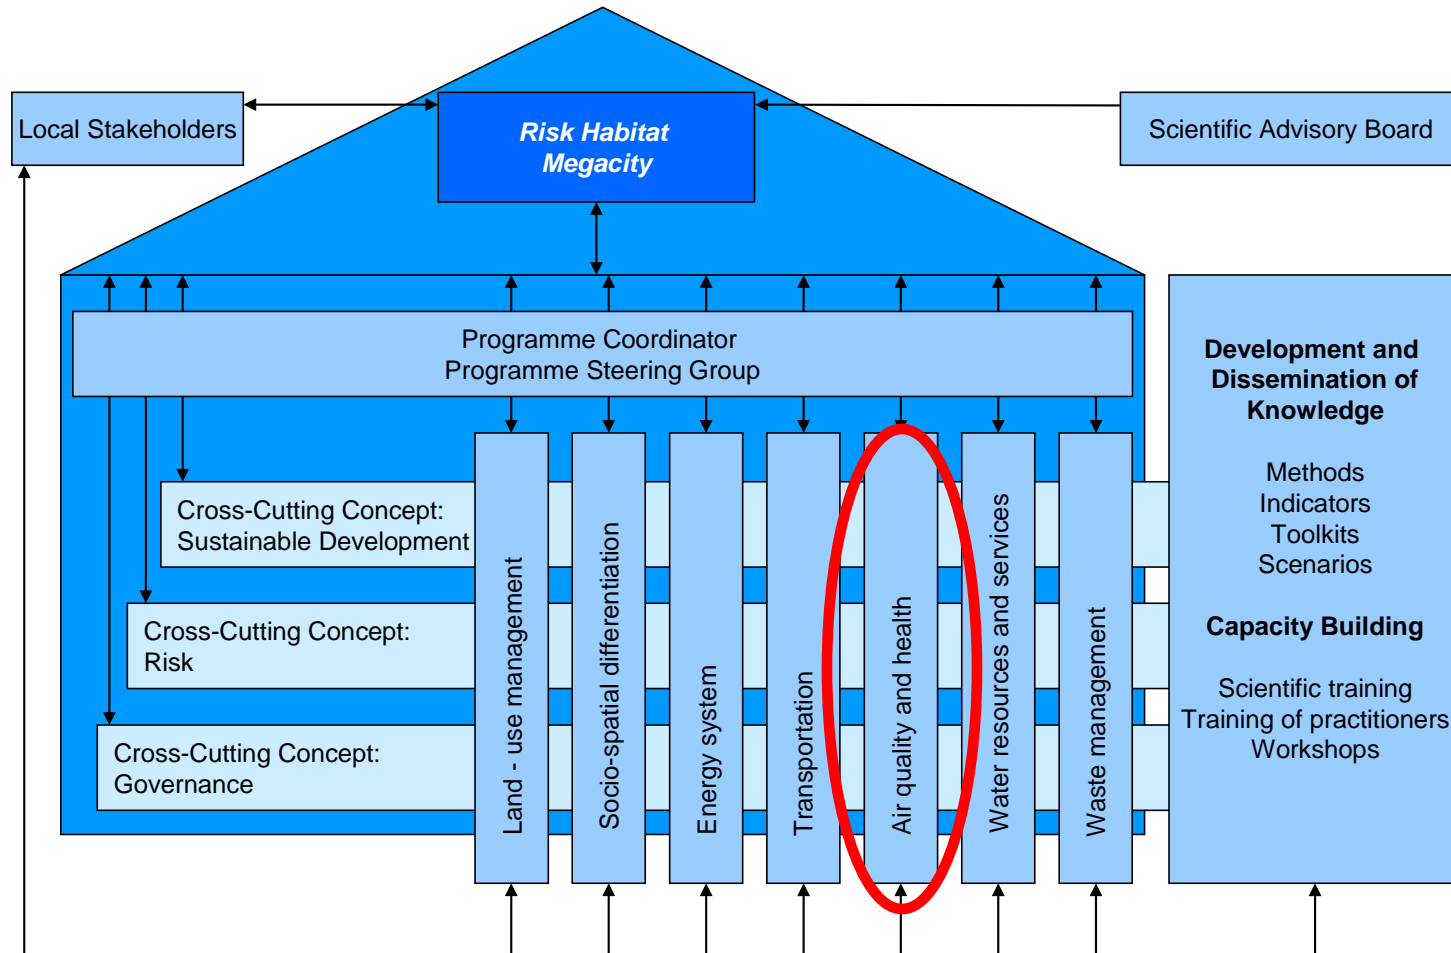 Local Stakeholders
Risk Habitat
Megacity
Scientific Advisory Board
Programme Coordinator
Programme Steering Group
Cross-Cutting Concept:
Sustainable Development
Cross-Cutting Concept:
Risk
Cross-Cutting Concept:
Governance
Land - use management
Socio-spatial differentiation
Energy system
Transportation
Air quality and health
Water resources and services
Waste management
Development and
Dissemination of
Knowledge
Methods
Indicators
Toolkits
Scenarios
Capacity Building
Scientific training
Training of practitioners
Workshops